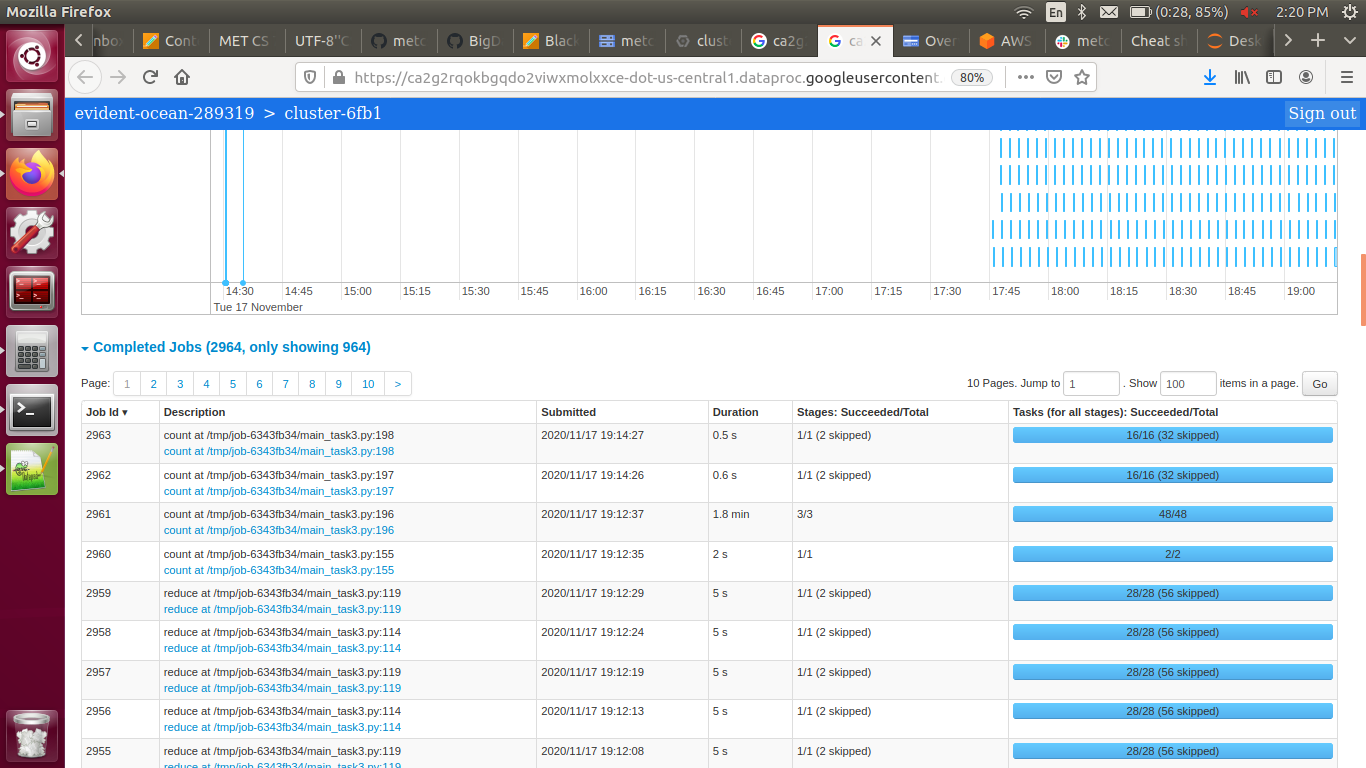 Mozilla Firefox
En
(0:28, 85%)
2:20 PM
nbox
Cont
MET CS
UTF-8''C
metc
BigD
Black
metc
clust
ca2g
ca
Over
AWS
metc
Cheat sh
Desk
https://ca2g2rqokbgqdo2viwxmolxxce-dot-us-central1.dataproc.googleusercontent.
80%
evident-ocean-289319 > cluster-6fb1
Sign out
14:30 14:45 15:00 15:15 15:30 15:45 16:00 16:15 16:30 16:45 17:00 17:15 17:30 17:45 18:00 18:15 18:30 18:45 19:00
Tue 17 November
Completed Jobs (2964, only showing 964)
Page: 1 2 3 4 5 6 7 8 9 10 > 10 Pages. Jump to 1 . Show 100 items in a page. Go
Job Id ▾ Description Submitted Duration Stages: Succeeded/Total Tasks (for all stages): Succeeded/Total
2963 count at /tmp/job-6343fb34/main_task3.py:198 2020/11/17 19:14:27 0.5 s 1/1 (2 skipped) 16/16 (32 skipped)
count at /tmp/job-6343fb34/main_task3.py:198
2962 count at /tmp/job-6343fb34/main_task3.py:197 2020/11/17 19:14:26 0.6 s 1/1 (2 skipped) 16/16 (32 skipped)
count at /tmp/job-6343fb34/main_task3.py:197
2961 count at /tmp/job-6343fb34/main_task3.py:196 2020/11/17 19:12:37 1.8 min 3/3 48/48
count at /tmp/job-6343fb34/main_task3.py:196
2960 count at /tmp/job-6343fb34/main_task3.py:155 2020/11/17 19:12:35 2 s 1/1 2/2
count at /tmp/job-6343fb34/main_task3.py:155
2959 reduce at /tmp/job-6343fb34/main_task3.py:119 2020/11/17 19:12:29 5 s 1/1 (2 skipped) 28/28 (56 skipped)
reduce at /tmp/job-6343fb34/main_task3.py:119
2958 reduce at /tmp/job-6343fb34/main_task3.py:114 2020/11/17 19:12:24 5 s 1/1 (2 skipped) 28/28 (56 skipped)
reduce at /tmp/job-6343fb34/main_task3.py:114
2957 reduce at /tmp/job-6343fb34/main_task3.py:119 2020/11/17 19:12:19 5 s 1/1 (2 skipped) 28/28 (56 skipped)
reduce at /tmp/job-6343fb34/main_task3.py:119
2956 reduce at /tmp/job-6343fb34/main_task3.py:114 2020/11/17 19:12:13 5 s 1/1 (2 skipped) 28/28 (56 skipped)
reduce at /tmp/job-6343fb34/main_task3.py:114
2955 reduce at /tmp/job-6343fb34/main_task3.py:119 2020/11/17 19:12:08 5 s 1/1 (2 skipped) 28/28 (56 skipped)
reduce at /tmp/job-6343fb34/main_task3.py:119